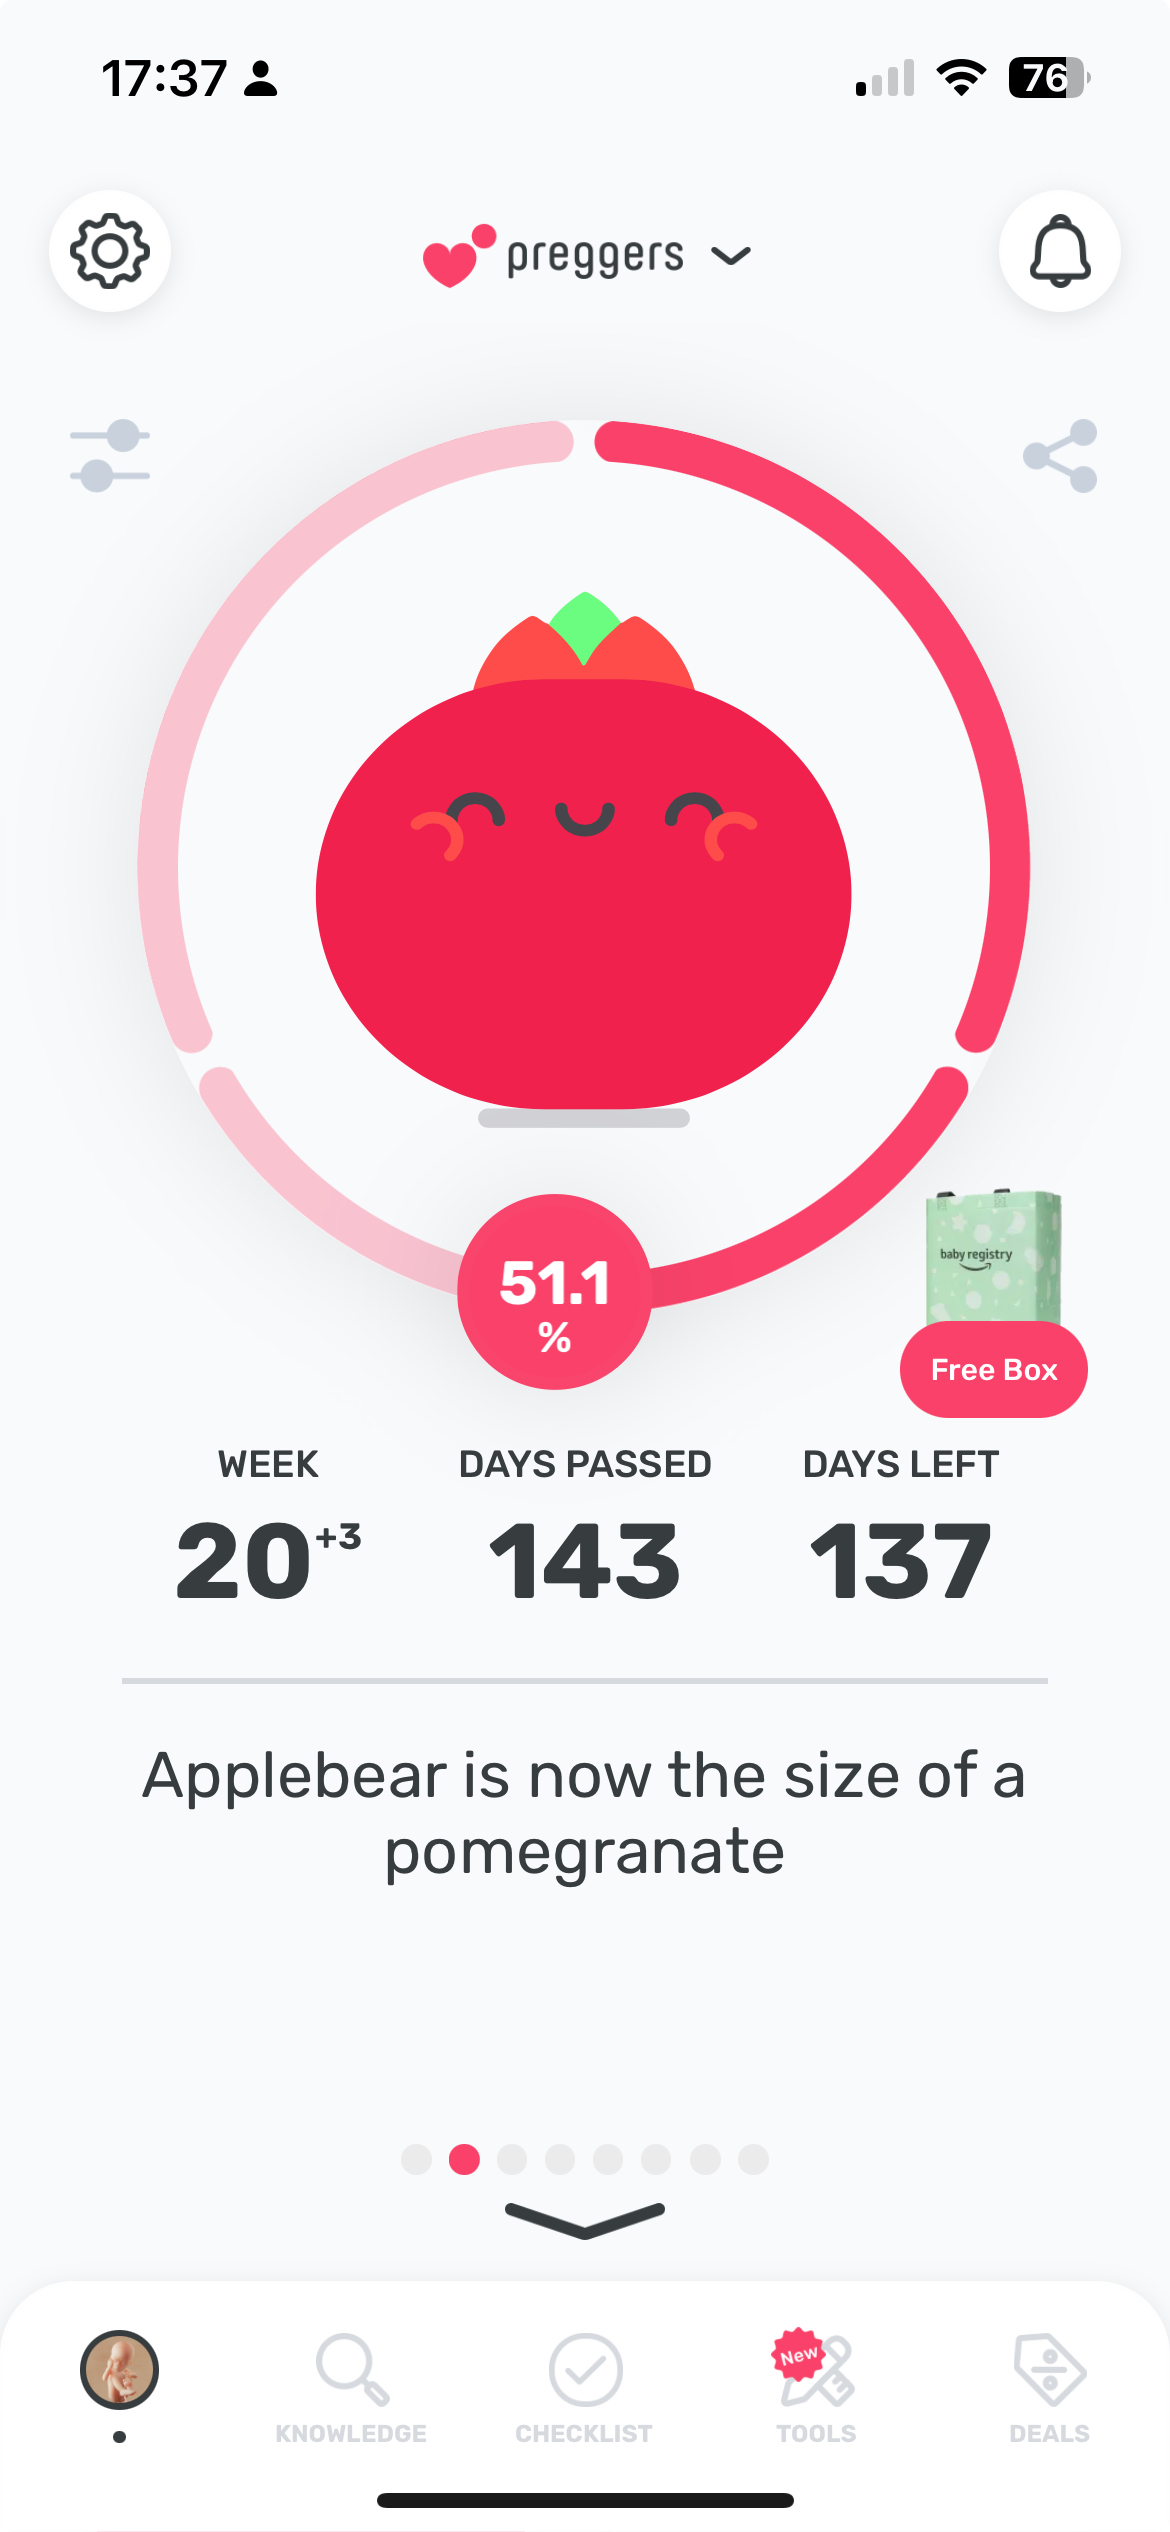 17:37
76
preggers
baby registry
51.1
%
Free Box
WEEK DAYS PASSED DAYS LEFT
20+3 143 137
Applebear is now the size of a
pomegranate
New
KNOWLEDGE CHECKLIST TOOLS DEALS